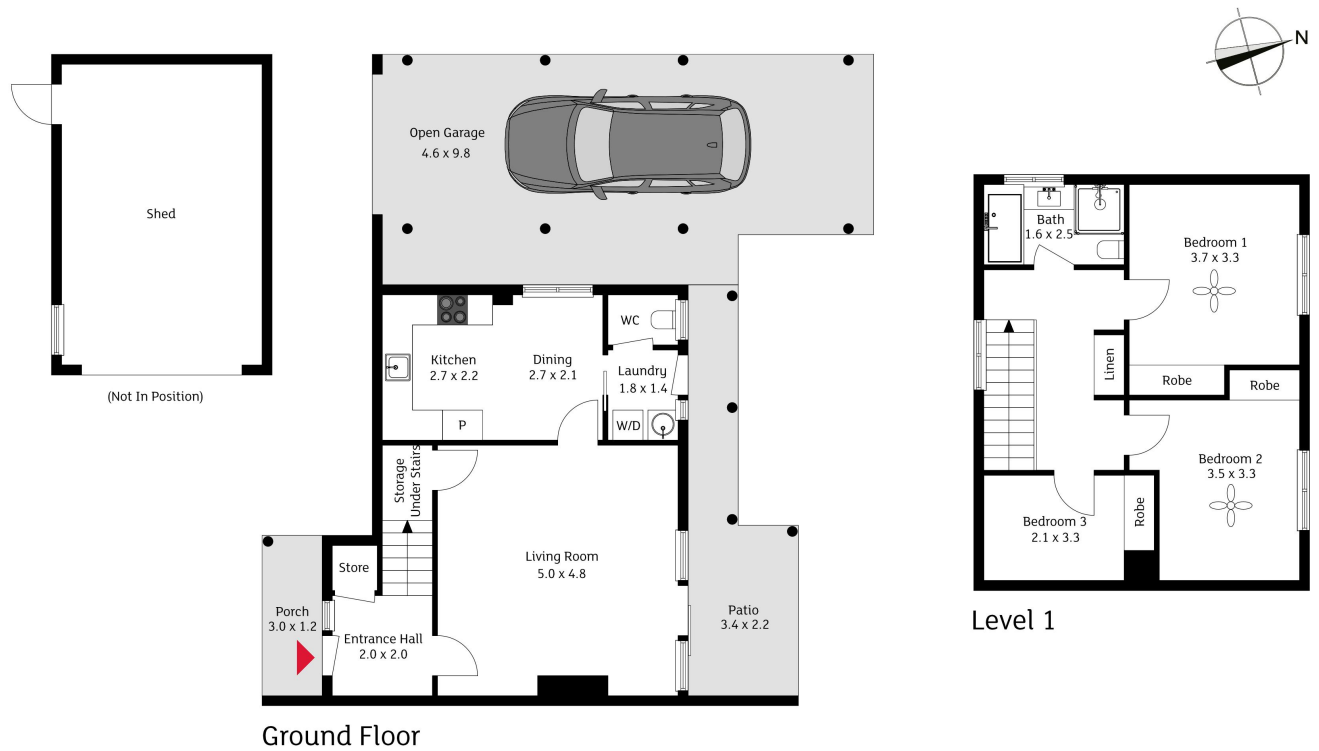 N
Open Garage
4.6 x 9.8
Shed
(Not In Position)
Bath
1.6 x 2.5
Bedroom 1
3.7 x 3.3
Linen
Robe
Robe
Bedroom 2
3.5 x 3.3
Bedroom 3
2.1 x 3.3
Robe
Level 1
WC
Kitchen
2.7 x 2.2
Dining
2.7 x 2.1
Laundry
1.8 x 1.4
P
W/D
Storage
Under Stairs
Living Room
5.0 x 4.8
Store
Porch
3.0 x 1.2
Entrance Hall
2.0 x 2.0
Patio
3.4 x 2.2
Ground Floor